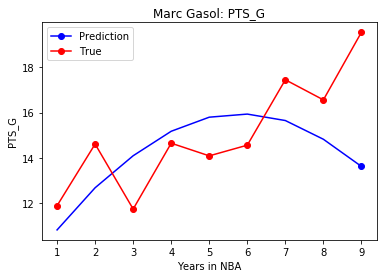 Marc Gasol: PTS_G
Prediction
True
PTS_G
18
16
14
12
1 2 3 4 5 6 7 8 9
Years in NBA